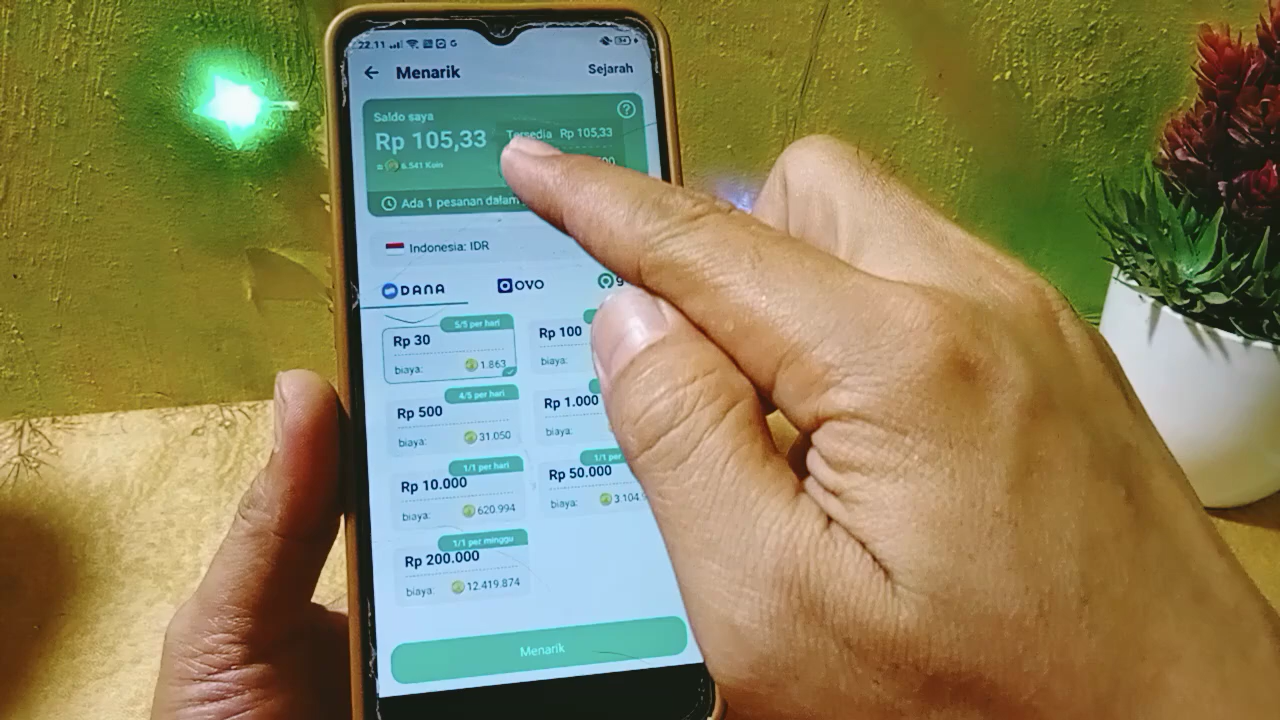 22.11
Menarik
Sejarah
Saldo saya
Rp 105,33
Tersedia Rp 105,33
6.541 Koin
Ada 1 pesanan dalam
Indonesia: IDR
DANA
OVO
g
5/5 per hari
Rp 30
biaya:
1.863
Rp 100
biaya:
4/5 per hari
Rp 500
biaya:
31.050
Rp 1.000
biaya:
1/1 per hari
Rp 10.000
biaya:
620.994
1/1 per
Rp 50.000
biaya:
3.104.9
1/1 per minggu
Rp 200.000
biaya:
12.419.874
Menarik